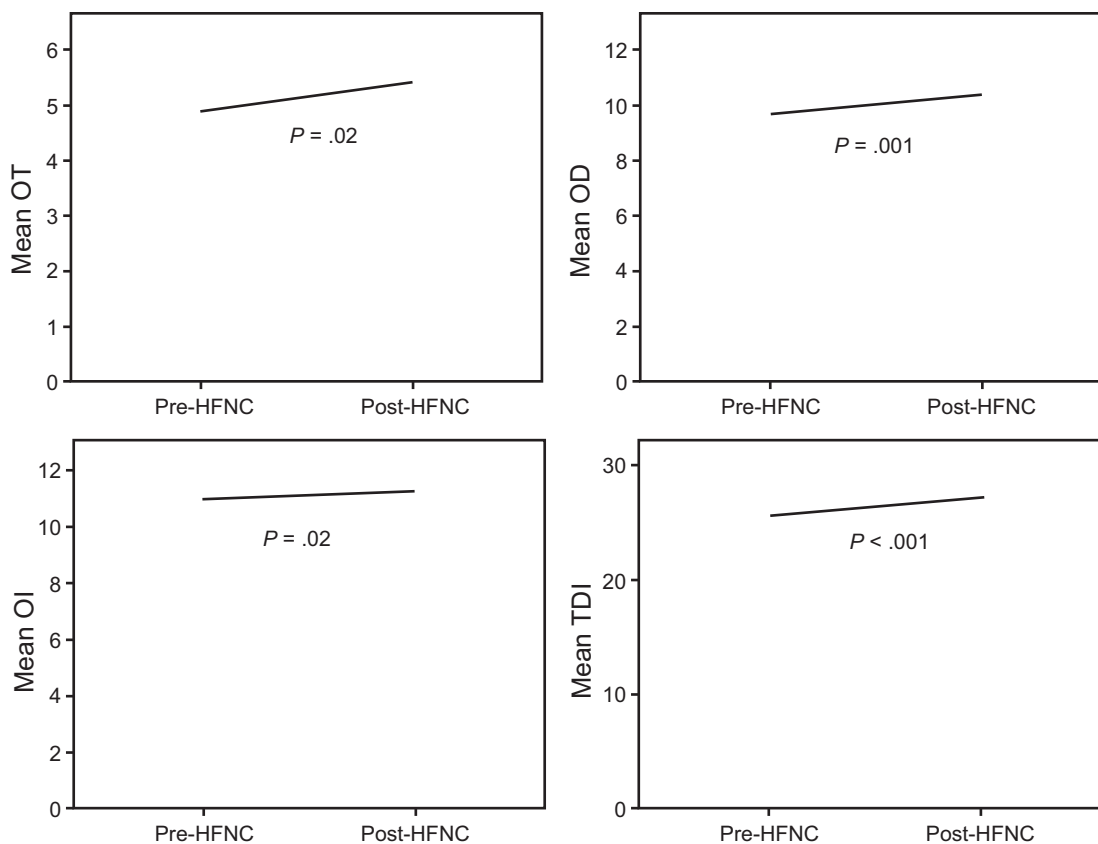 Mean OT
6
5
4
3
2
1
0
P = .02
Pre-HFNC
Post-HFNC
Mean OD
12
10
8
6
4
2
0
P = .001
Pre-HFNC
Post-HFNC
Mean OI
12
10
8
6
4
2
0
P = .02
Pre-HFNC
Post-HFNC
Mean TDI
30
20
10
0
P < .001
Pre-HFNC
Post-HFNC